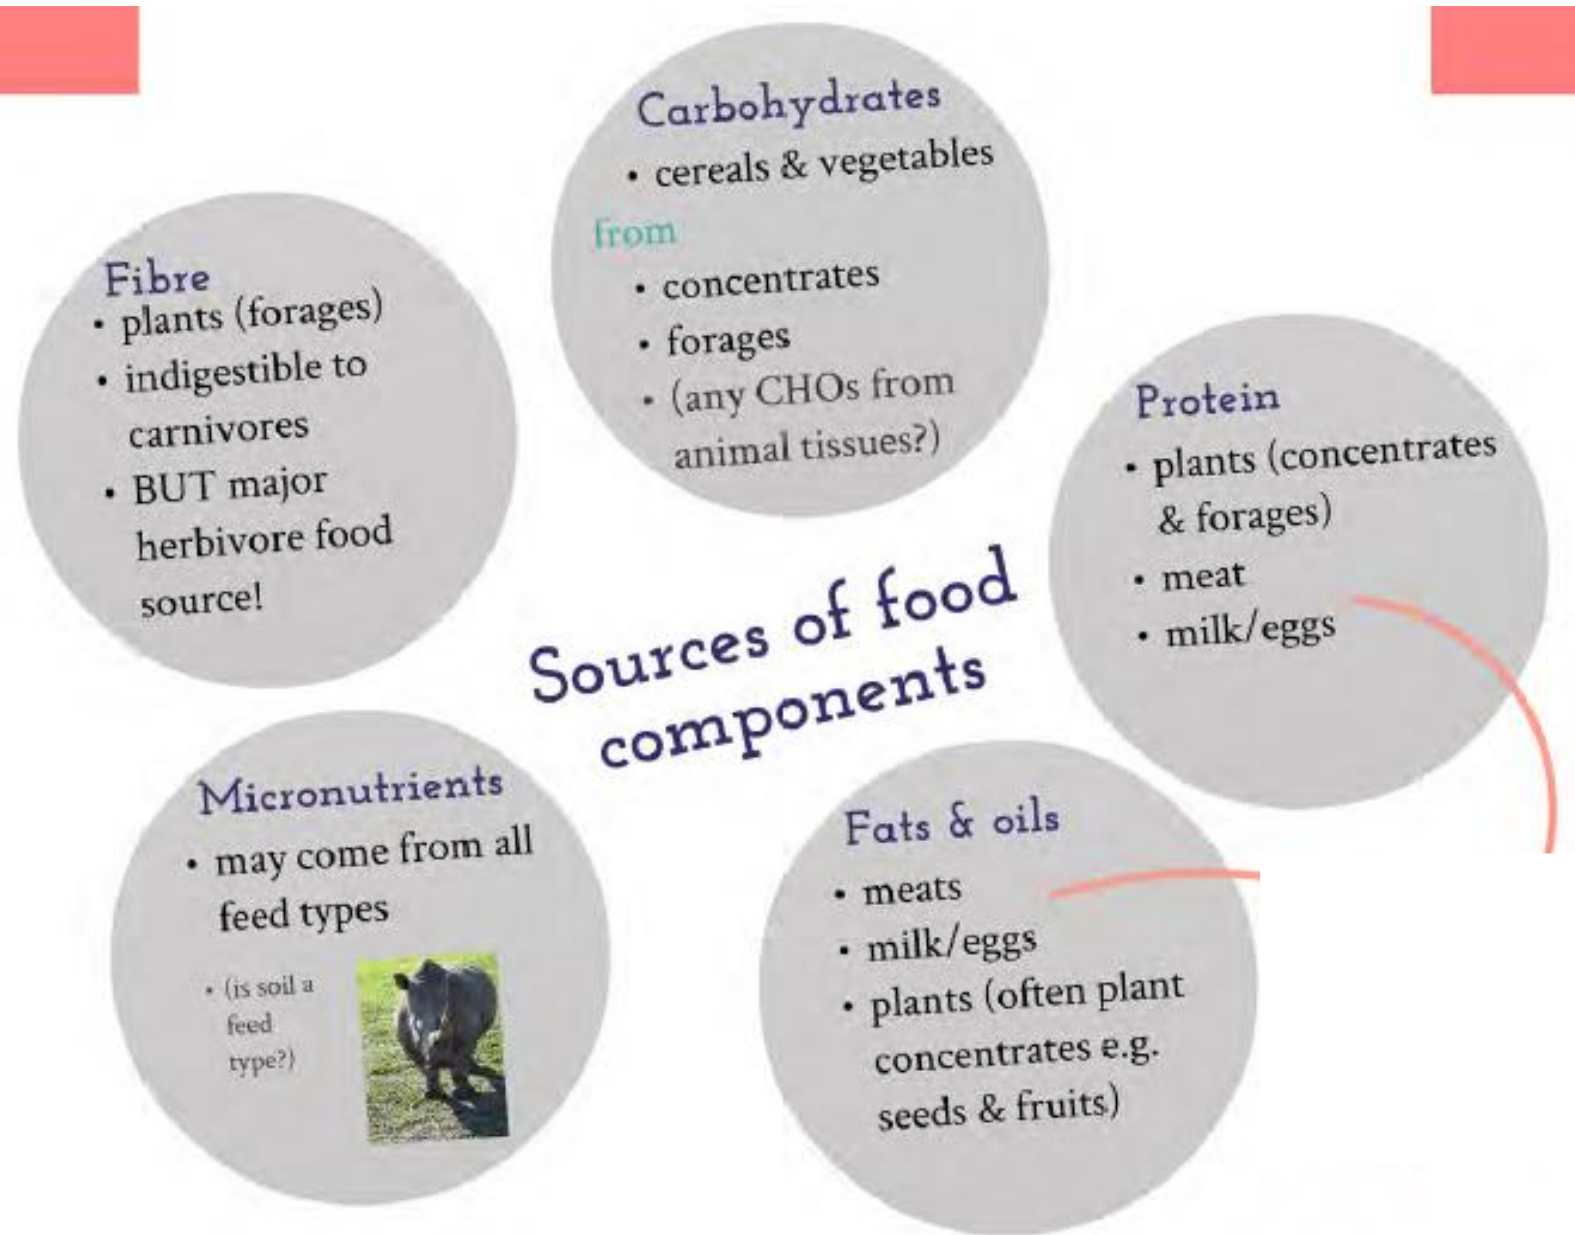 Carbohydrates
• cereals & vegetables
from
• concentrates
• forages
• (any CHOs from
animal tissues?)
Fibre
• plants (forages)
• indigestible to
carnivores
• BUT major
herbivore food
source!
Protein
• plants (concentrates
& forages)
• meat
• milk/eggs
Sources of food
components
Micronutrients
• may come from all
feed types
• (is soil a
feed
type?)
Fats & oils
• meats
• milk/eggs
• plants (often plant
concentrates e.g.
seeds & fruits)